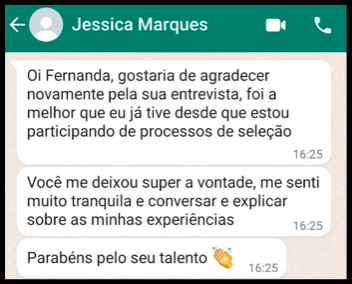 Jessica Marques
Oi Fernanda, gostaria de agradecer
novamente pela sua entrevista, foi a
melhor que eu já tive desde que estou
participando de processos de seleção
16:25
Você me deixou super a vontade, me senti
muito tranquila e conversar e explicar
sobre as minhas experiências
16:25
Parabéns pelo seu talento 👏
16:25